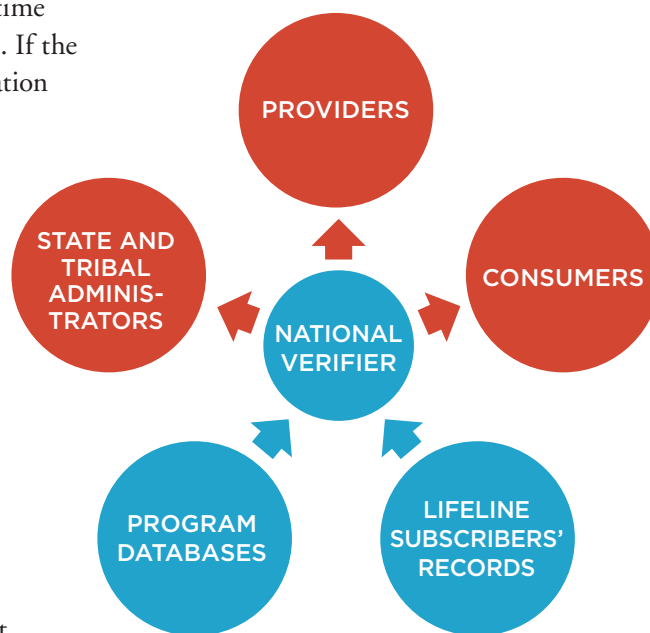 time
. If the
ation
PROVIDERS
STATE AND
TRIBAL
ADMINIS-
TRATORS
CONSUMERS
NATIONAL
VERIFIER
PROGRAM
DATABASES
LIFELINE
SUBSCRIBERS’
RECORDS
t